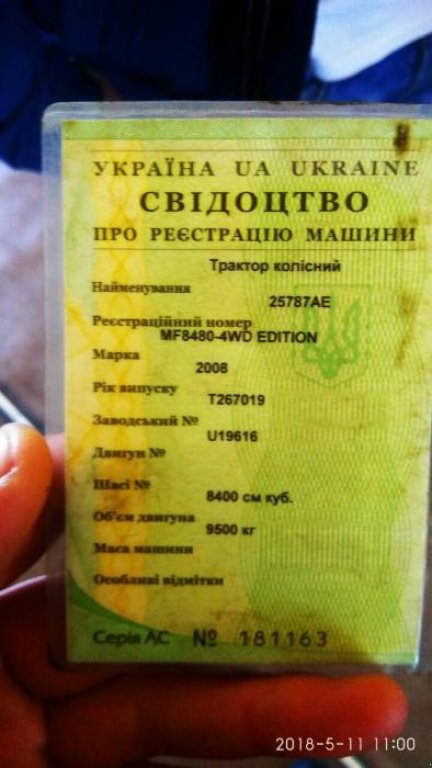 УКРАЇНА UA UKRAINE
СВІДОЦТВО
ПРО РЕЄСТРАЦІЮ МАШИНИ
Трактор колісний
Найменування
25787АЕ
Реєстраційний номер
MF8480-4WD EDITION
Марка
2008
Рік випуску
T267019
Заводський №
U19616
Двигун №
Шасі №
8400 см куб.
Об'єм двигуна
9500 кг
Маса машини
Особливі відмітки
Серія АС № 181163
2018-5-11 11:00